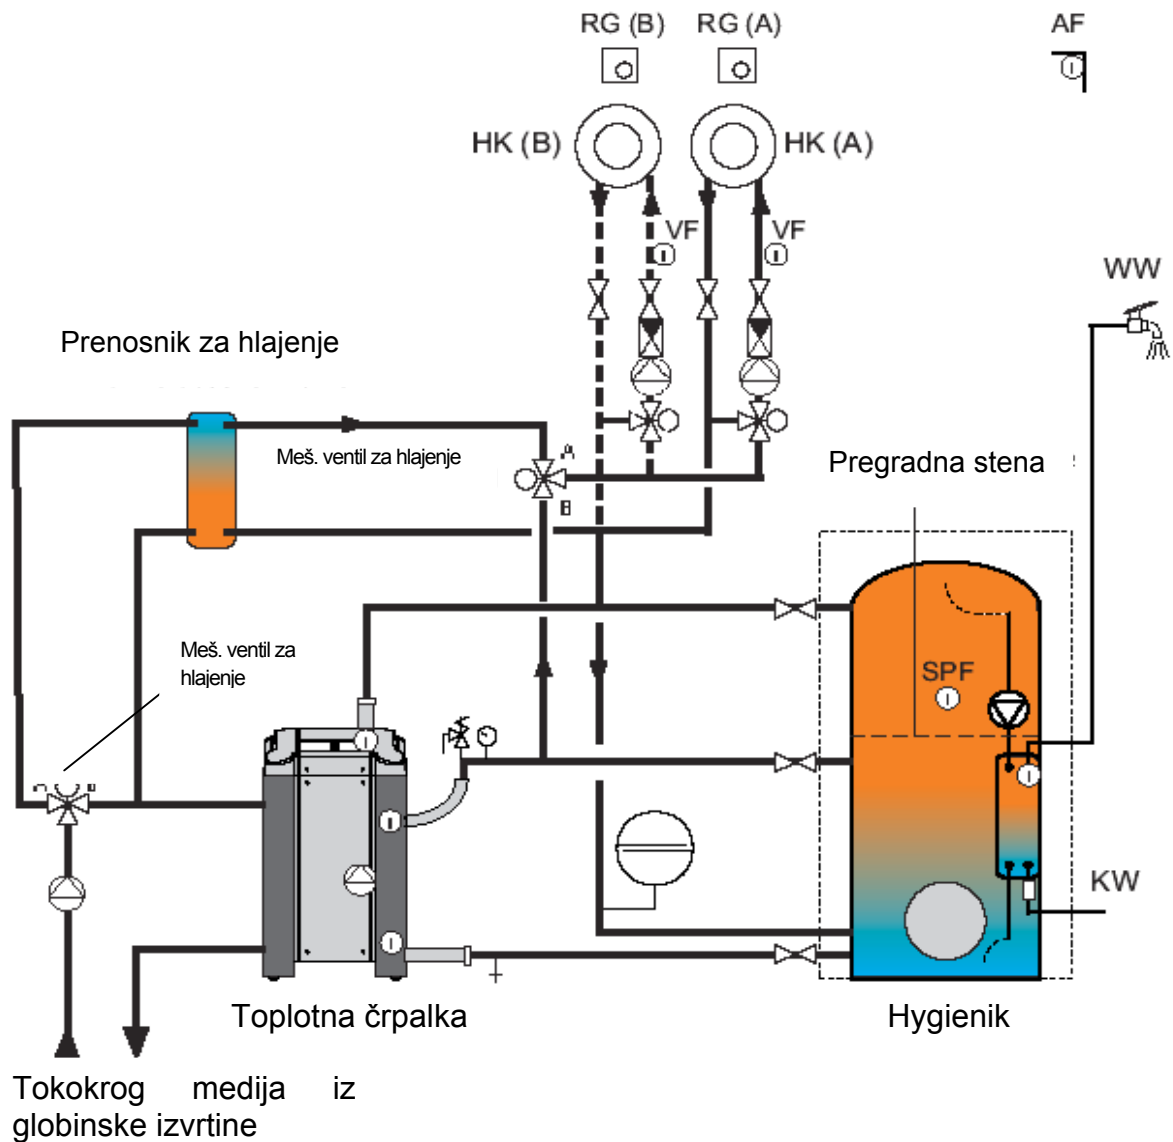 RG (B) RG (A) AF
HK (B) HK (A)
VF VF
WW
Prenosnik za hlajenje
Meš. ventil za hlajenje
A
B
Pregradna stena
Meš. ventil za
hlajenje
SPF
KW
Toplotna črpalka
Hygienik
Tokokrog medija iz
globinske izvrtine